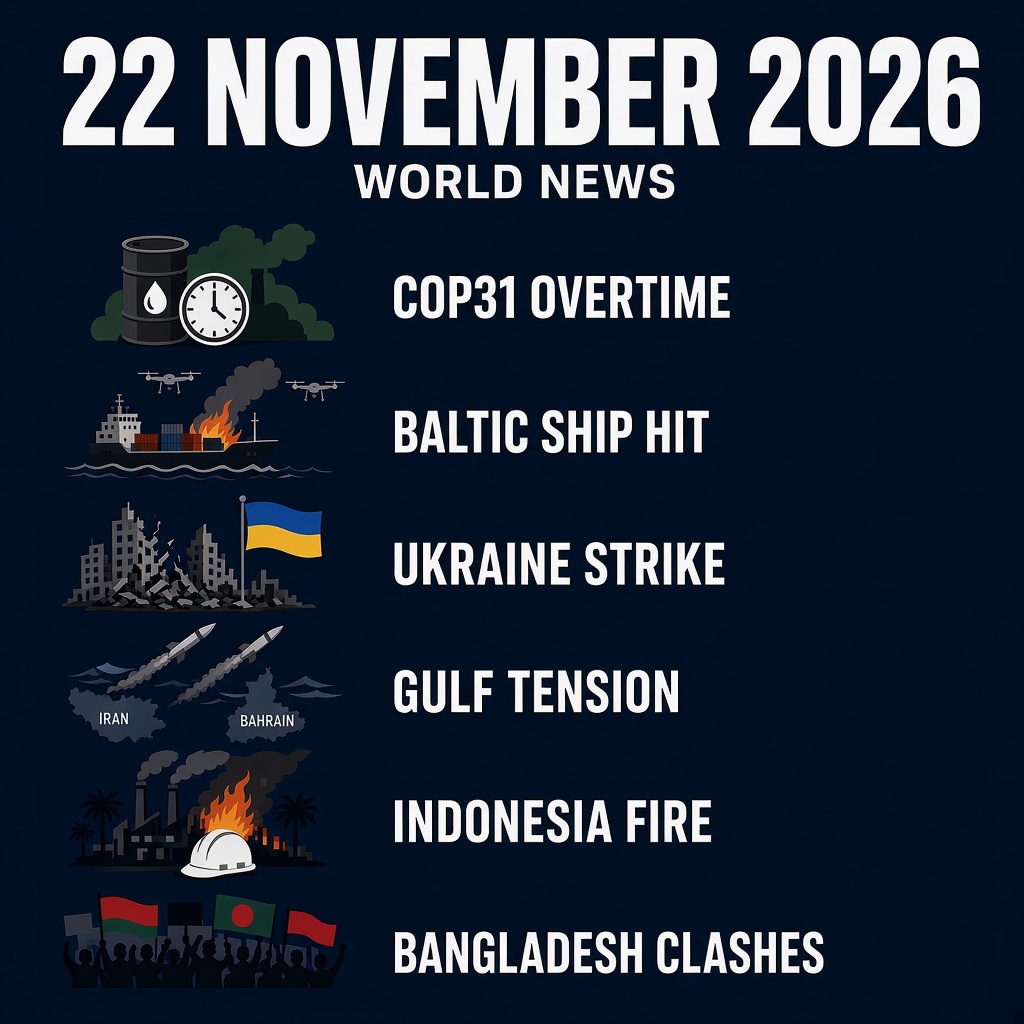 22 NOVEMBER 2026
WORLD NEWS
COP31 OVERTIME
BALTIC SHIP HIT
UKRAINE STRIKE
GULF TENSION
IRAN
BAHRAIN
INDONESIA FIRE
BANGLADESH CLASHES